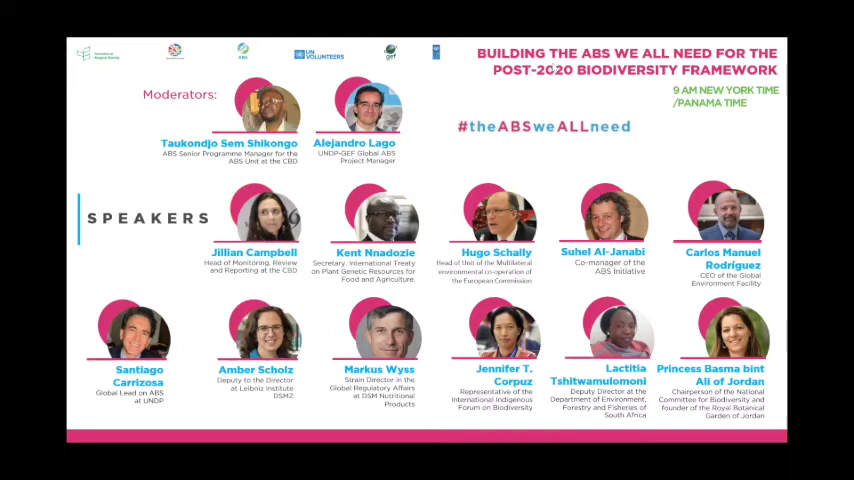 UN
VOLUNTEERS
gef
BUILDING THE ABS WE ALL NEED FOR THE
POST-2020 BIODIVERSITY FRAMEWORK
9 AM NEW YORK TIME
/PANAMA TIME
Moderators:
#theABSweALLneed
Taukondjo Sem Shikongo
ABS Senior Programme Manager for the
ABS Unit at the CBD
Alejandro Lago
UNDP-GEF Global ABS
Project Manager
SPEAKERS
Jillian Campbell
Head of Monitoring, Review
and Reporting at the CBD
Kent Nnadozie
Secretary, International Treaty
on Plant Genetic Resources for
Food and Agriculture.
Hugo Schally
Head of Unit of the Multilateral
environmental co-operation of
the European Commission
Suhel Al-Janabi
Co-manager of the
ABS Initiative
Carlos Manuel
Rodríguez
CEO of the Global
Environment Facility
Santiago
Carrizosa
Global Lead on ABS
at UNDP
Amber Scholz
Deputy to the Director
at Leibniz Institute
DSMZ
Markus Wyss
Strain Director in the
Global Regulatory Affairs
at DSM Nutritional
Products
Jennifer T.
Corpuz
Representative of the
International Indigenous
Forum on Biodiversity
Lactitia
Tshitwamulomoni
Deputy Director at the
Department of Environment,
Forestry and Fisheries of
South Africa
Princess Basma bint
Ali of Jordan
Chairperson of the National
Committee for Biodiversity and
founder of the Royal Botanical
Garden of Jordan